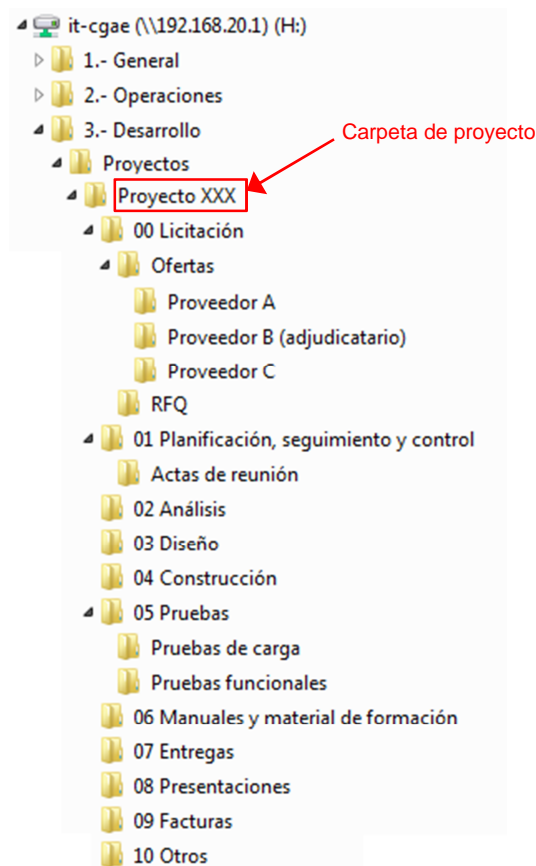 it-cgae (\\192.168.20.1) (H:)
1.- General
2.- Operaciones
3.- Desarrollo
Carpeta de proyecto
Proyectos
Proyecto XXX
00 Licitación
Ofertas
Proveedor A
Proveedor B (adjudicatario)
Proveedor C
RFQ
01 Planificación, seguimiento y control
Actas de reunión
02 Análisis
03 Diseño
04 Construcción
05 Pruebas
Pruebas de carga
Pruebas funcionales
06 Manuales y material de formación
07 Entregas
08 Presentaciones
09 Facturas
10 Otros